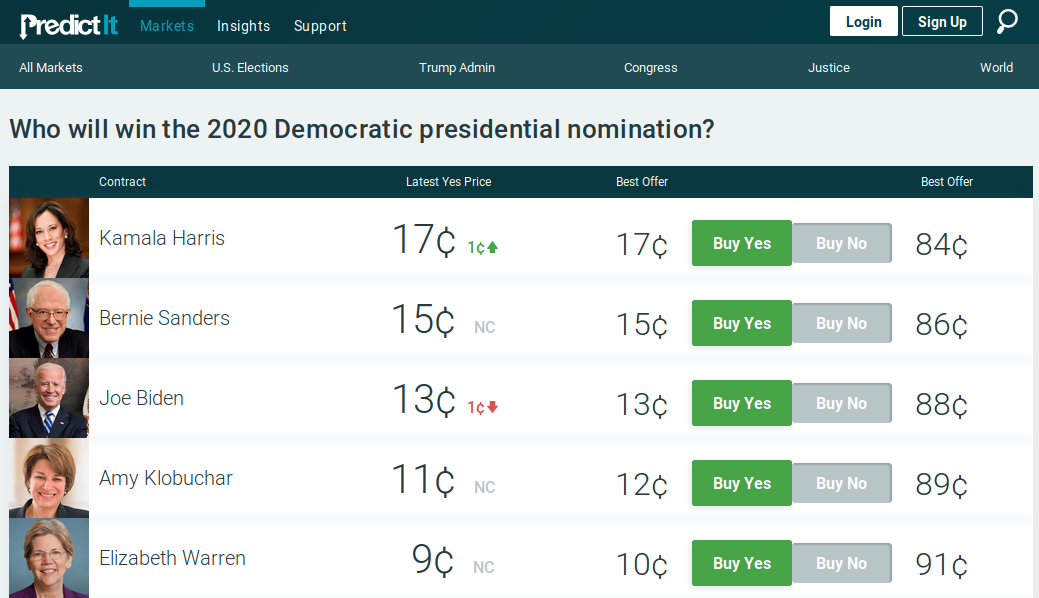 PredictIt Markets Insights Support Login Sign Up
All Markets U.S. Elections Trump Admin Congress Justice World
Who will win the 2020 Democratic presidential nomination?
Contract Latest Yes Price Best Offer Best Offer
Kamala Harris 17¢ 1¢ 17¢ Buy Yes Buy No 84¢
Bernie Sanders 15¢ NC 15¢ Buy Yes Buy No 86¢
Joe Biden 13¢ 1¢ 13¢ Buy Yes Buy No 88¢
Amy Klobuchar 11¢ NC 12¢ Buy Yes Buy No 89¢
Elizabeth Warren 9¢ NC 10¢ Buy Yes Buy No 91¢